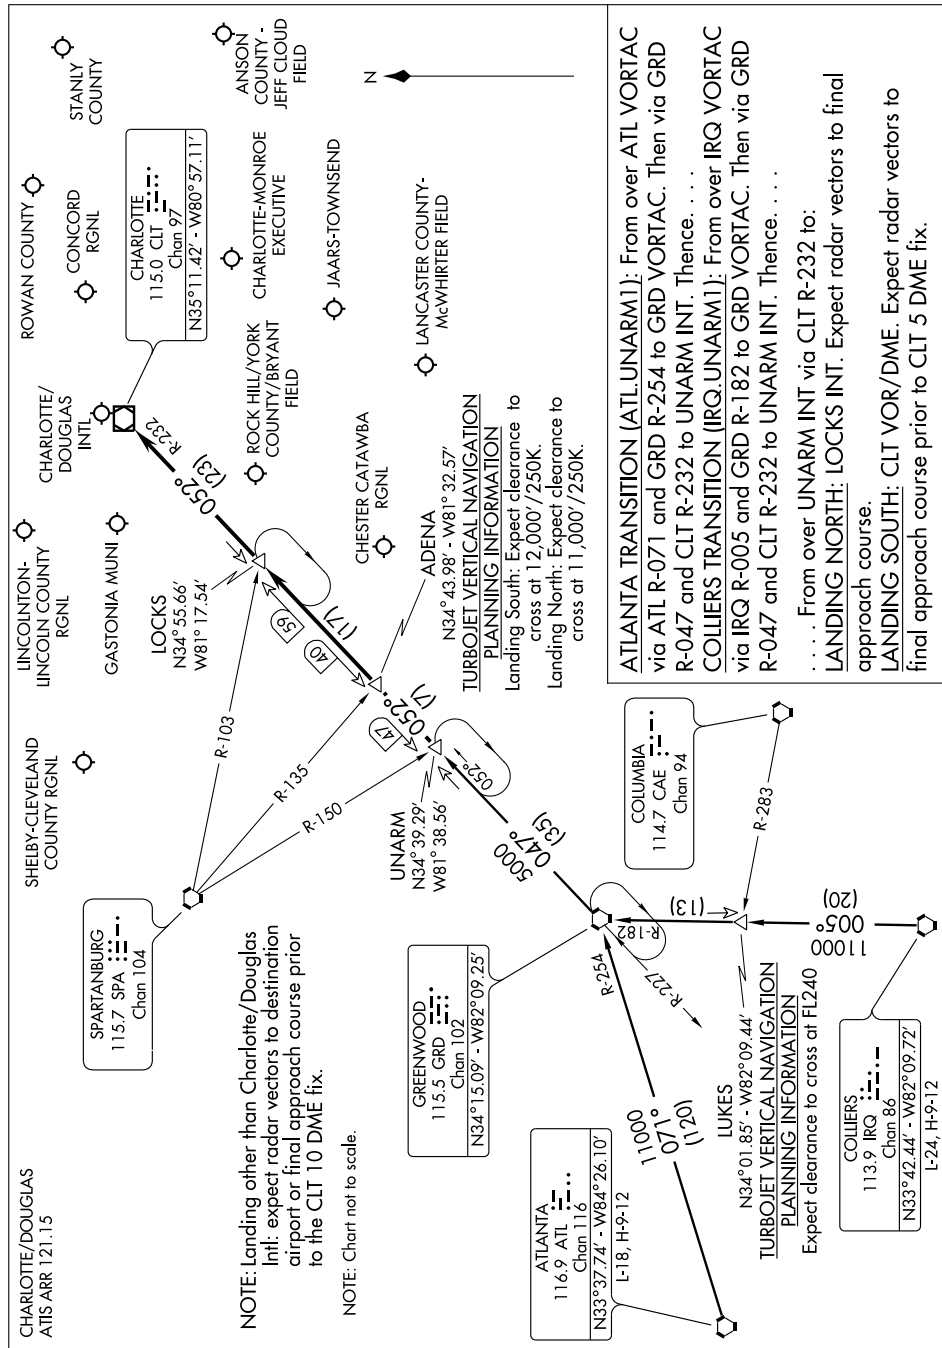 CHARLOTTE/DOUGLAS
ATIS ARR 121.15
SHELBY-CLEVELAND
COUNTY RGNL
LINCOLNTON-
LINCOLN COUNTY
RGNL
GASTONIA MUNI
CHARLOTTE/
DOUGLAS
INTL
ROWAN COUNTY
CONCORD
RGNL
STANLY
COUNTY
CHARLOTTE
115.0 CLT
Chan 97
N35°11.42' - W80°57.11'
ANSON
COUNTY -
JEFF CLOUD
FIELD
CHARLOTTE-MONROE
EXECUTIVE
ROCK HILL/YORK
COUNTY/BRYANT
FIELD
JAARS-TOWNSEND
LANCASTER COUNTY-
McWHIRTER FIELD
CHESTER CATAWBA
RGNL
N
SPARTANBURG
115.7 SPA
Chan 104
R-103
R-135
R-150
R-232
052°
(23)
LOCKS
N34°55.66'
W81°17.54'
59
40
(17)
ADENA
N34°43.98' - W81°32.57'
TURBOJET VERTICAL NAVIGATION
PLANNING INFORMATION
Landing South: Expect clearance to
cross at 12,000'/250K.
Landing North: Expect clearance to
cross at 11,000'/250K.
052°
(7)
47
UNARM
N34°39.29'
W81°38.56'
052°
5000
047°
(35)
NOTE: Landing other than Charlotte/Douglas
Intl: expect radar vectors to destination
airport or final approach course prior
to the CLT 10 DME fix.
NOTE: Chart not to scale.
GREENWOOD
115.5 GRD
Chan 102
N34°15.09' - W82°09.25'
R-254
R-182
R-227
(13)
COLUMBIA
114.7 CAE
Chan 94
R-283
11000
071°
(120)
ATLANTA
116.9 ATL
Chan 116
N33°37.74' - W84°26.10'
L-18, H-9-12
LUKES
N34°01.85' - W82°09.44'
TURBOJET VERTICAL NAVIGATION
PLANNING INFORMATION
Expect clearance to cross at FL240
11000
005°
(20)
COLLIERS
113.9 IRQ
Chan 86
N33°42.44' - W82°09.72'
L-24, H-9-12
ATLANTA TRANSITION (ATL.UNARM1): From over ATL VORTAC
via ATL R-071 and GRD R-254 to GRD VORTAC. Then via GRD
R-047 and CLT R-232 to UNARM INT. Thence. . . .
COLLIERS TRANSITION (IRQ.UNARM1): From over IRQ VORTAC
via IRQ R-005 and GRD R-182 to GRD VORTAC. Then via GRD
R-047 and CLT R-232 to UNARM INT. Thence. . . .
. . . . From over UNARM INT via CLT R-232 to:
LANDING NORTH: LOCKS INT. Expect radar vectors to final
approach course.
LANDING SOUTH: CLT VOR/DME. Expect radar vectors to
final approach course prior to CLT 5 DME fix.